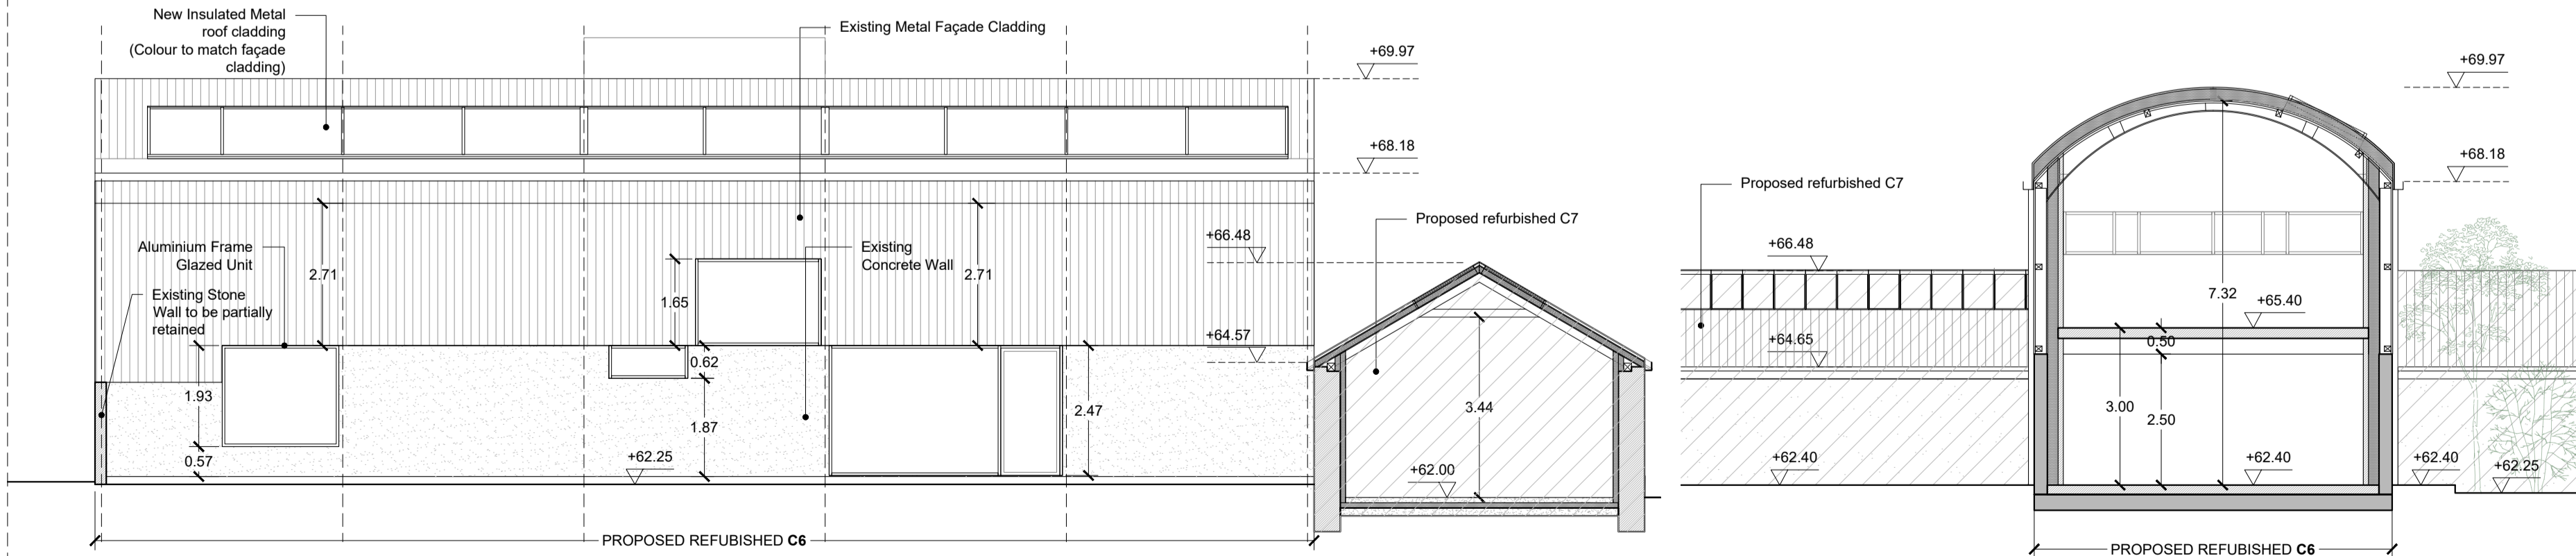 New Insulated Metal
roof cladding
(Colour to match façade
cladding)
Existing Metal Façade Cladding
+69.97
+68.18
Aluminium Frame
Glazed Unit
2.71
Existing Stone
Wall to be partially
retained
1.65
Existing
Concrete Wall
2.71
+66.48
+64.57
Proposed refurbished C7
1.93
0.57
0.62
1.87
+62.25
2.47
3.44
+62.00
PROPOSED REFUBISHED C6
Proposed refurbished C7
+66.48
+64.65
+62.40
+69.97
+68.18
7.32
+65.40
0.50
3.00
2.50
+62.40
+62.40
+62.25
PROPOSED REFUBISHED C6